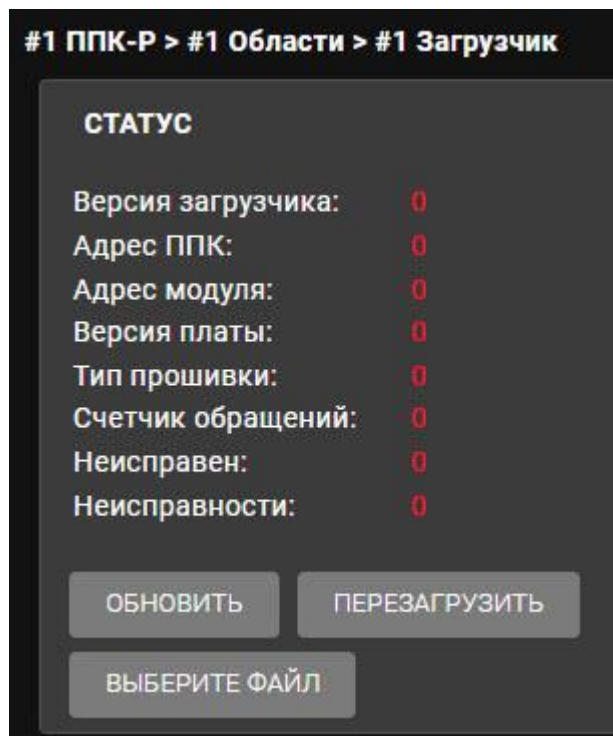 #1 ППК-Р > #1 Области > #1 Загрузчик
СТАТУС
Версия загрузчика: 0
Адрес ППК: 0
Адрес модуля: 0
Версия платы: 0
Тип прошивки: 0
Счетчик обращений: 0
Неисправен: 0
Неисправности: 0
ОБНОВИТЬ ПЕРЕЗАГРУЗИТЬ
ВЫБЕРИТЕ ФАЙЛ